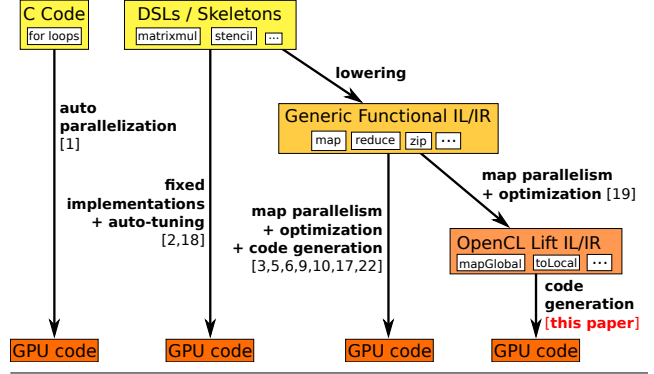 C Code
for loops
DSLs / Skeletons
matrixmul stencil ...
lowering
auto
parallelization
[1]
Generic Functional IL/IR
map reduce zip ...
fixed
implementations
+ auto-tuning
[2,18]
map parallelism
+ optimization
+ code generation
[3,5,6,9,10,17,22]
map parallelism
+ optimization [19]
OpenCL Lift IL/IR
mapGlobal toLocal ...
code
generation
[this paper]
GPU code
GPU code
GPU code
GPU code